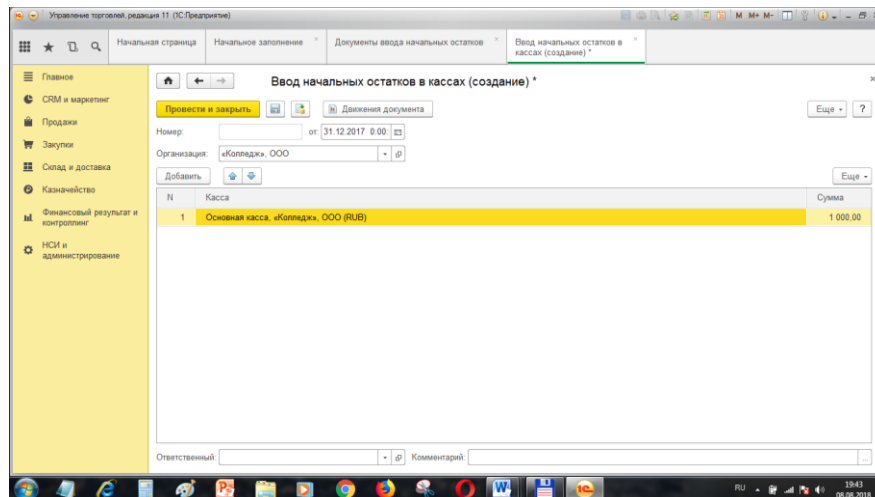 Управление торговлей, редакция 11 (1С:Предприятие)
M M+ M-
Начальная страница
Начальное заполнение
Документы ввода начальных остатков
Ввод начальных остатков в
кассах (создание) *
Главное
CRM и маркетинг
Продажи
Закупки
Склад и доставка
Казначейство
Финансовый результат и
контроллинг
НСИ и
администрирование
Ввод начальных остатков в кассах (создание) *
Провести и закрыть
Движения документа
Еще
?
Номер:
от: 31.12.2017 0:00:
Организация: «Колледж», ООО
Добавить
Еще
N Касса Сумма
1 Основная касса, «Колледж», ООО (RUB) 1 000,00
Ответственный:
Комментарий:
RU
19:43
08.08.2018